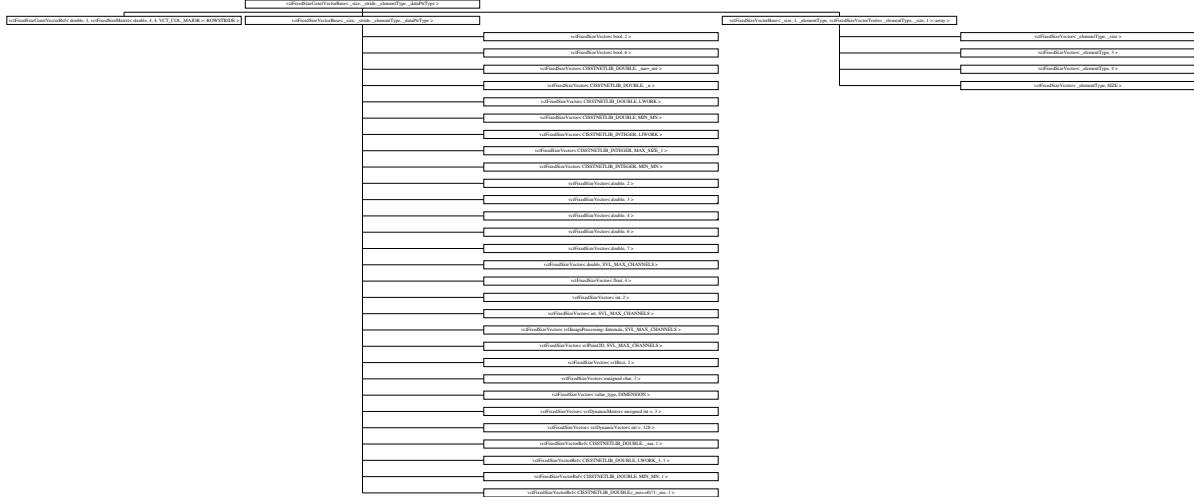 vctFixedSizeConstVectorBase< _size, _stride, _elementType, _dataPtrType >
vctFixedSizeConstVectorRef< double, 3, vctFixedSizeMatrix< double, 4, 4, VCT_COL_MAJOR >::ROWSTRIDE >
vctFixedSizeVectorBase< _size, _stride, _elementType, _dataPtrType >
vctFixedSizeVectorBase< _size, 1, _elementType, vctFixedSizeVectorTraits< _elementType, _size, 1 >::array >
vctFixedSizeVector< bool, 2 >
vctFixedSizeVector< bool, 6 >
vctFixedSizeVector< CISSTNETLIB_DOUBLE, _ma+_me >
vctFixedSizeVector< CISSTNETLIB_DOUBLE, _n >
vctFixedSizeVector< CISSTNETLIB_DOUBLE, LWORK >
vctFixedSizeVector< CISSTNETLIB_DOUBLE, MIN_MN >
vctFixedSizeVector< CISSTNETLIB_INTEGER, LIWORK >
vctFixedSizeVector< CISSTNETLIB_INTEGER, MAX_SIZE_1 >
vctFixedSizeVector< CISSTNETLIB_INTEGER, MIN_MN >
vctFixedSizeVector< double, 2 >
vctFixedSizeVector< double, 3 >
vctFixedSizeVector< double, 4 >
vctFixedSizeVector< double, 6 >
vctFixedSizeVector< double, 7 >
vctFixedSizeVector< double, SVL_MAX_CHANNELS >
vctFixedSizeVector< float, 4 >
vctFixedSizeVector< int, 2 >
vctFixedSizeVector< int, SVL_MAX_CHANNELS >
vctFixedSizeVector< svlImageProcessing::Internals, SVL_MAX_CHANNELS >
vctFixedSizeVector< svlPoint2D, SVL_MAX_CHANNELS >
vctFixedSizeVector< svlRect, 2 >
vctFixedSizeVector< unsigned char, 3 >
vctFixedSizeVector< value_type, DIMENSION >
vctFixedSizeVector< vctDynamicMatrix< unsigned int >, 3 >
vctFixedSizeVector< vctDynamicVector< int >, 128 >
vctFixedSizeVectorRef< CISSTNETLIB_DOUBLE, _ma, 1 >
vctFixedSizeVectorRef< CISSTNETLIB_DOUBLE, LWORK_3, 1 >
vctFixedSizeVectorRef< CISSTNETLIB_DOUBLE, MIN_MN, 1 >
vctFixedSizeVector< _elementType, _size >
vctFixedSizeVector< _elementType, 3 >
vctFixedSizeVector< _elementType, 4 >
vctFixedSizeVector< _elementType, SIZE >